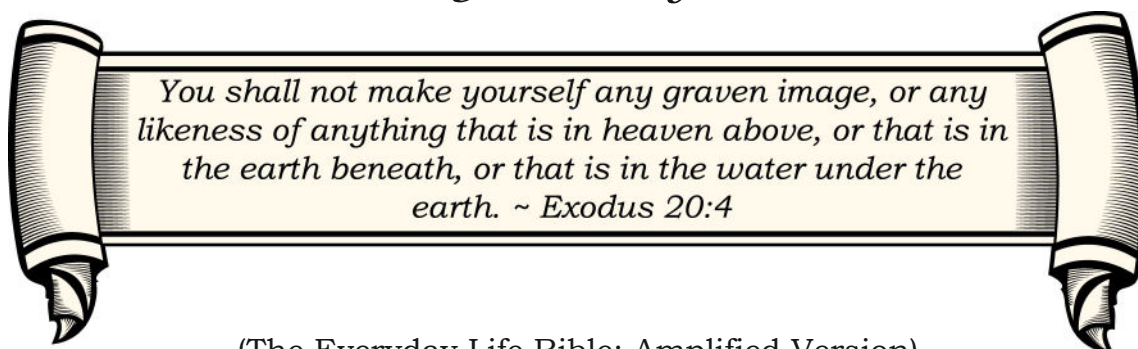 You shall not make yourself any graven image, or any
likeness of anything that is in heaven above, or that is in
the earth beneath, or that is in the water under the
earth. ~ Exodus 20:4
(The Everyday Life Bible: Amplified Version)